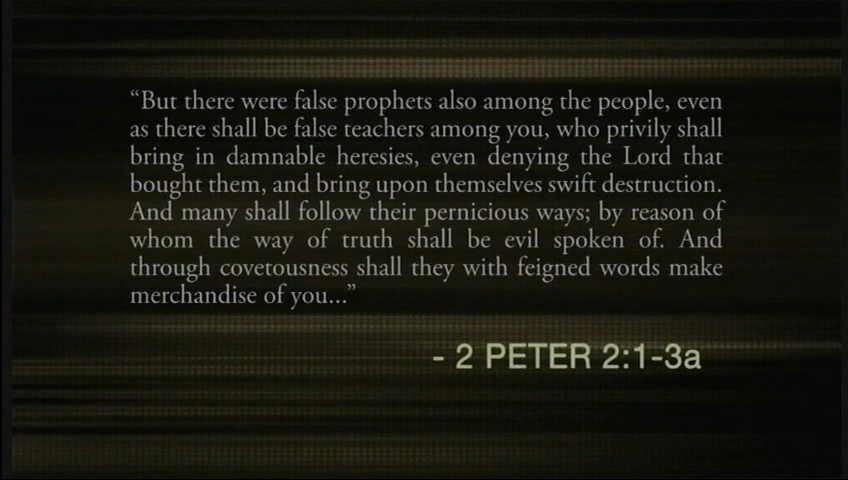 “But there were false prophets also among the people, even
as there shall be false teachers among you, who privily shall
bring in damnable heresies, even denying the Lord that
bought them, and bring upon themselves swift destruction.
And many shall follow their pernicious ways; by reason of
whom the way of truth shall be evil spoken of. And
through covetousness shall they with feigned words make
merchandise of you...”
- 2 PETER 2:1-3a